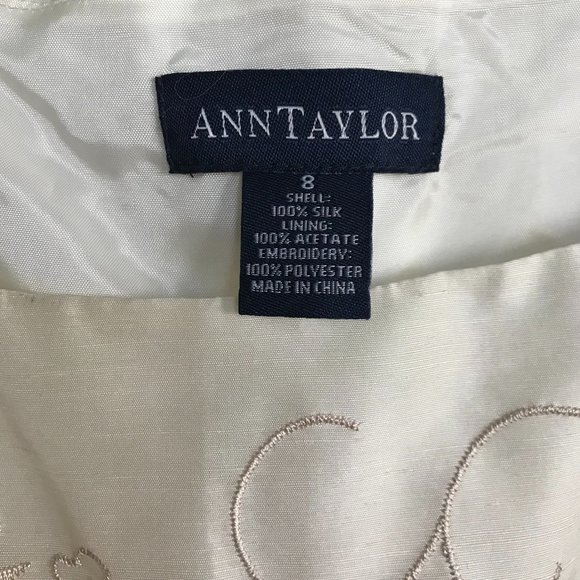 ANNTAYLOR
8
SHELL:
100% SILK
LINING:
100% ACETATE
EMBROIDERY:
100% POLYESTER
MADE IN CHINA